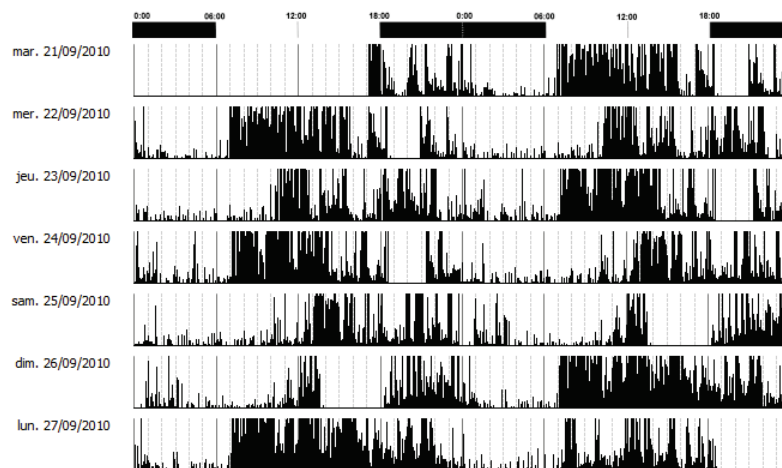 0:00 06:00 12:00 18:00 0:00 06:00 12:00 18:00
mar. 21/09/2010
mer. 22/09/2010
jeu. 23/09/2010
ven. 24/09/2010
sam. 25/09/2010
dim. 26/09/2010
lun. 27/09/2010